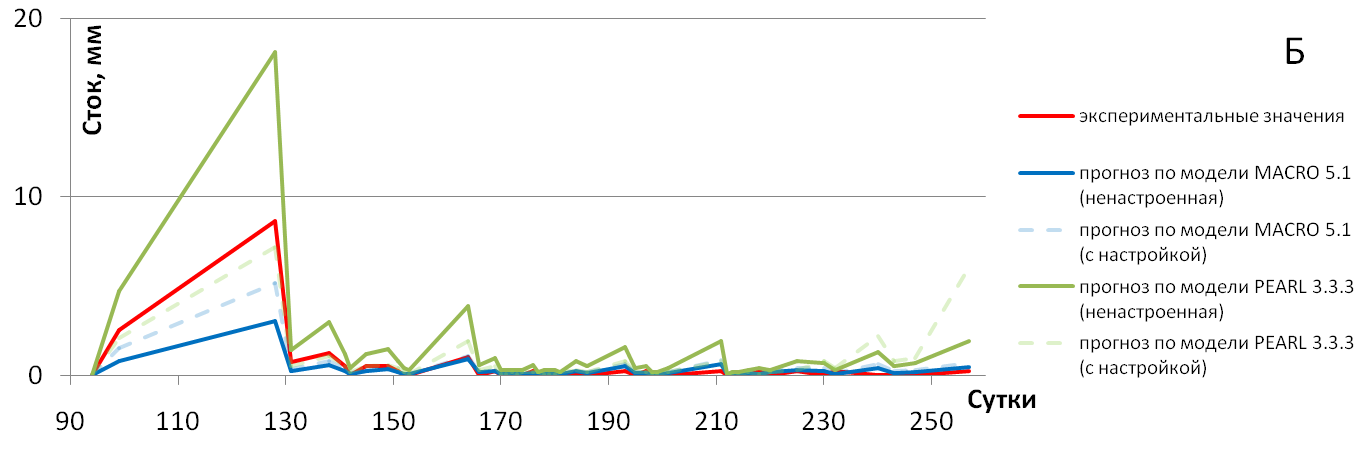 20
10
0
Сток, мм
90
110
130
150
170
190
210
230
250
Сутки
Б
экспериментальные значения
прогноз по модели MACRO 5.1
(ненастроенная)
прогноз по модели MACRO 5.1
(с настройкой)
прогноз по модели PEARL 3.3.3
(ненастроенная)
прогноз по модели PEARL 3.3.3
(с настройкой)